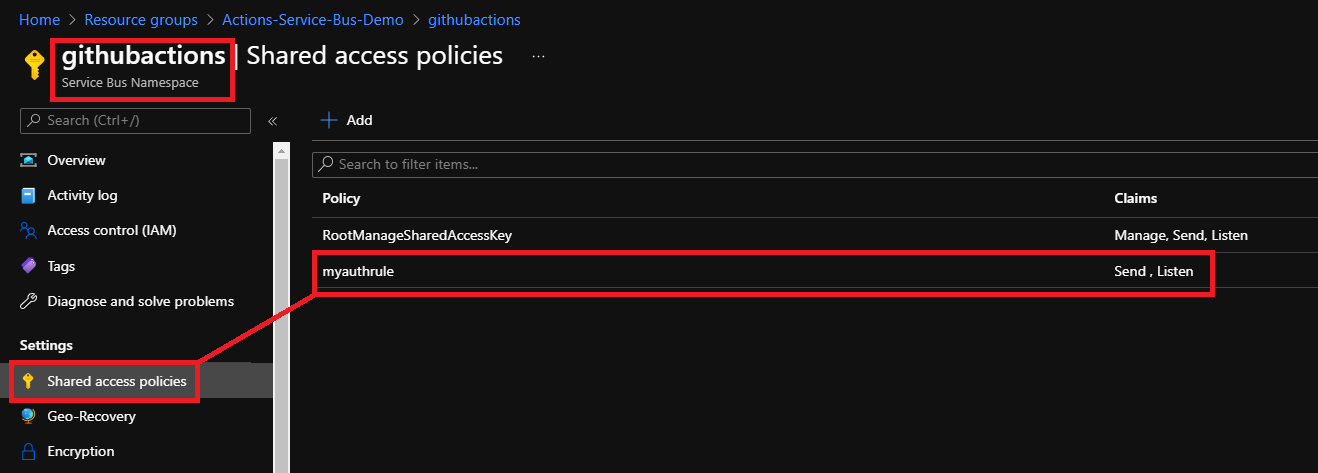 Home > Resource groups > Actions-Service-Bus-Demo > githubactions
githubactions | Shared access policies ...
Service Bus Namespace
Search (Ctrl+/) «
Add
Overview
Search to filter items...
Activity log
Policy Claims
Access control (IAM)
RootManageSharedAccessKey Manage, Send, Listen
Tags
myauthrule Send , Listen
Diagnose and solve problems
Settings
Shared access policies
Geo-Recovery
Encryption